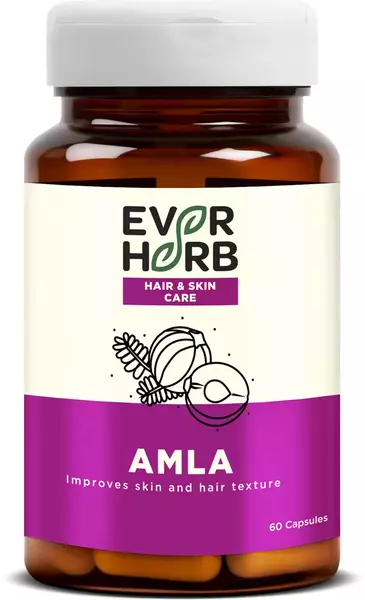 EVER
HERB
HAIR & SKIN
CARE
AMLA
Improves skin and hair texture
60 Capsules